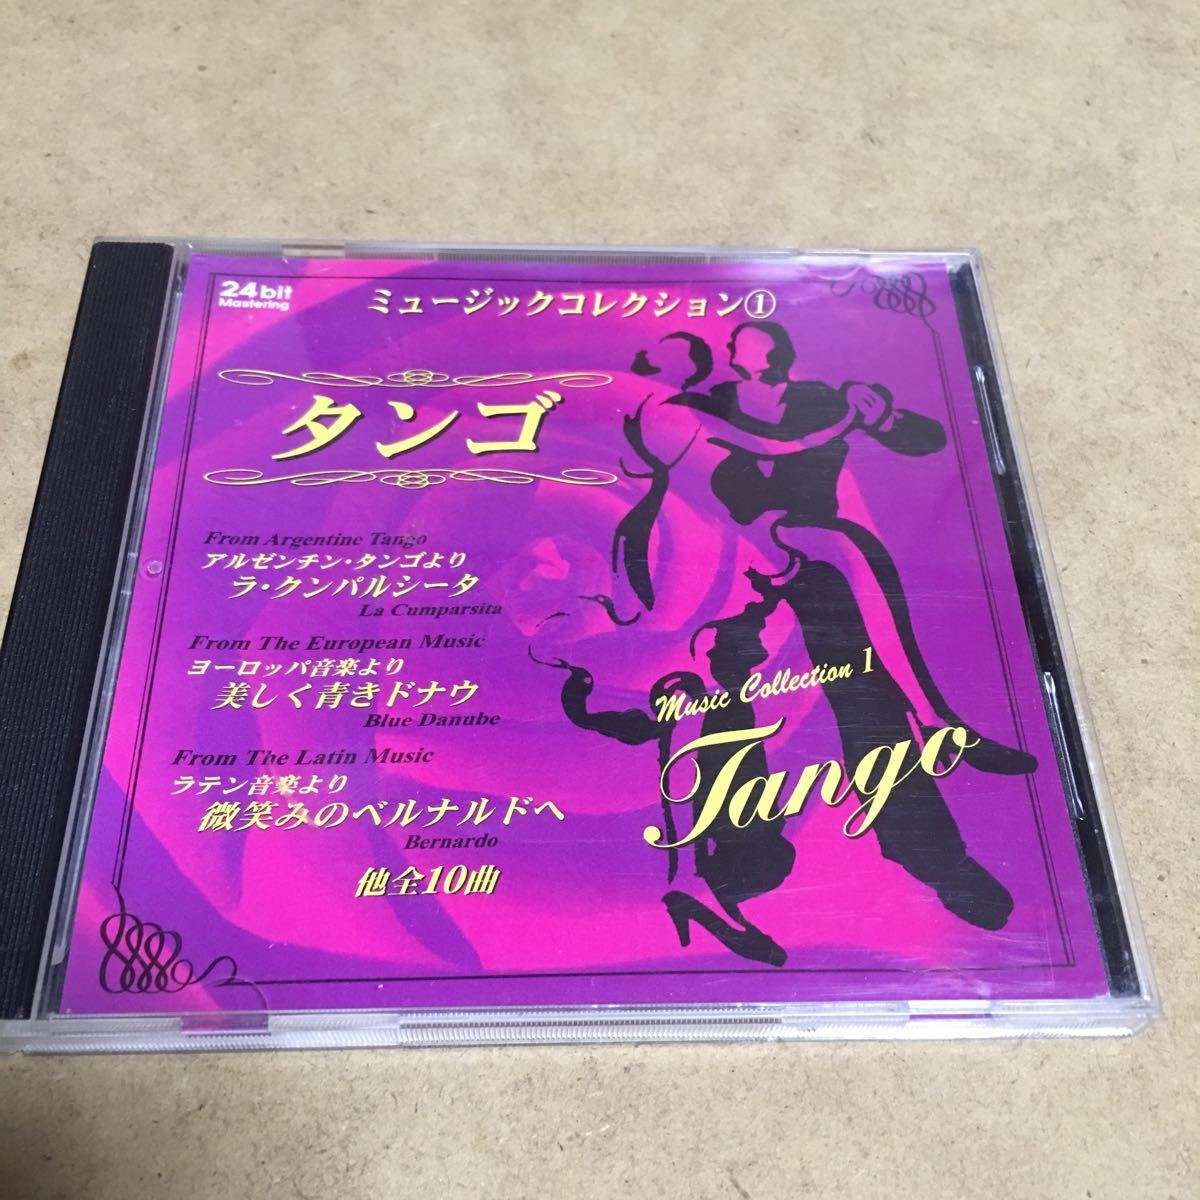 24bit
Mastering
ミュージックコレクション①
タンゴ
From Argentine Tango
アルゼンチン・タンゴより
ラ・クンパルシータ
La Cumparsita
From The European Music
ヨーロッパ音楽より
美しく青きドナウ
Blue Danube
From The Latin Music
ラテン音楽より
微笑みのベルナルドへ
Bernardo
他全10曲
Music Collection 1
Tango